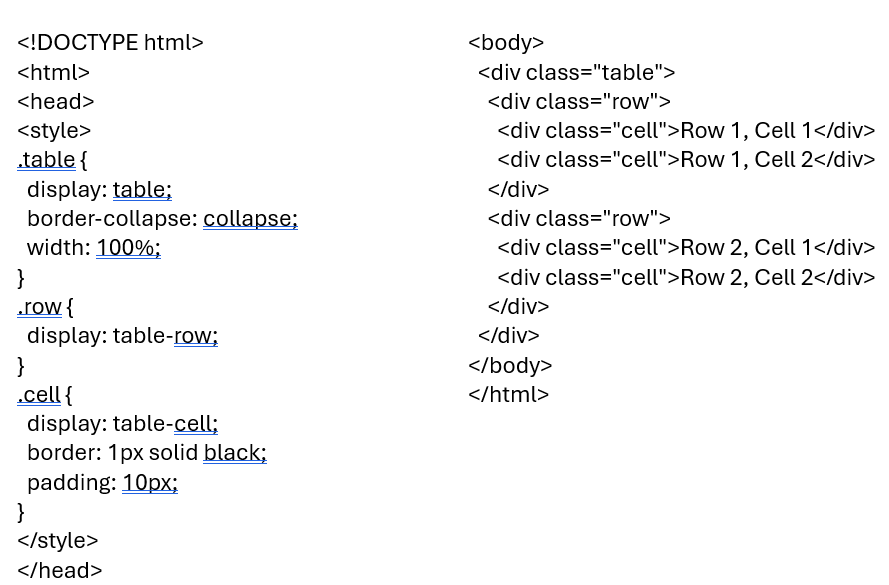 <!DOCTYPE html>
<html>
<head>
<style>
.table {
  display: table;
  border-collapse: collapse;
  width: 100%;
}
.row {
  display: table-row;
}
.cell {
  display: table-cell;
  border: 1px solid black;
  padding: 10px;
}
</style>
</head>
<body>
  <div class="table">
    <div class="row">
      <div class="cell">Row 1, Cell 1</div>
      <div class="cell">Row 1, Cell 2</div>
    </div>
    <div class="row">
      <div class="cell">Row 2, Cell 1</div>
      <div class="cell">Row 2, Cell 2</div>
    </div>
  </div>
</body>
</html>